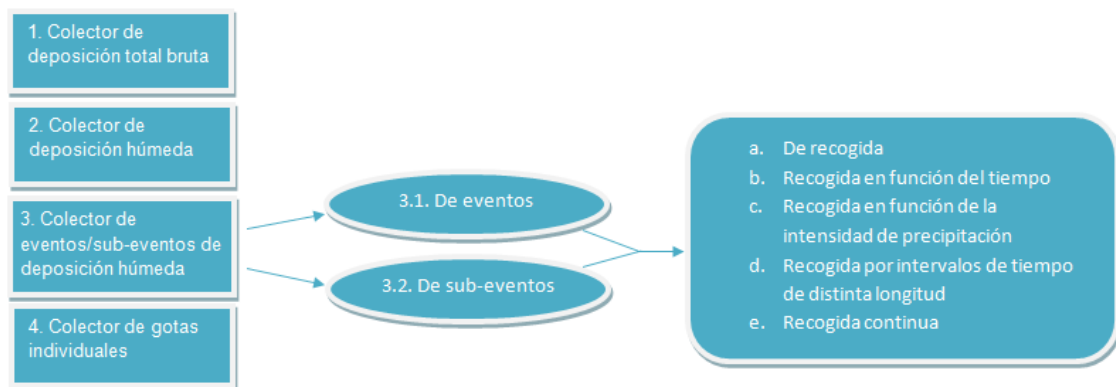 1. Colector de
deposición total bruta
2. Colector de
deposición húmeda
3. Colector de
eventos/sub-eventos de
deposición húmeda
4. Colector de gotas
individuales
3.1. De eventos
3.2. De sub-eventos
a. De recogida
b. Recogida en función del tiempo
c. Recogida en función de la
intensidad de precipitación
d. Recogida por intervalos de tiempo
de distinta longitud
e. Recogida continua